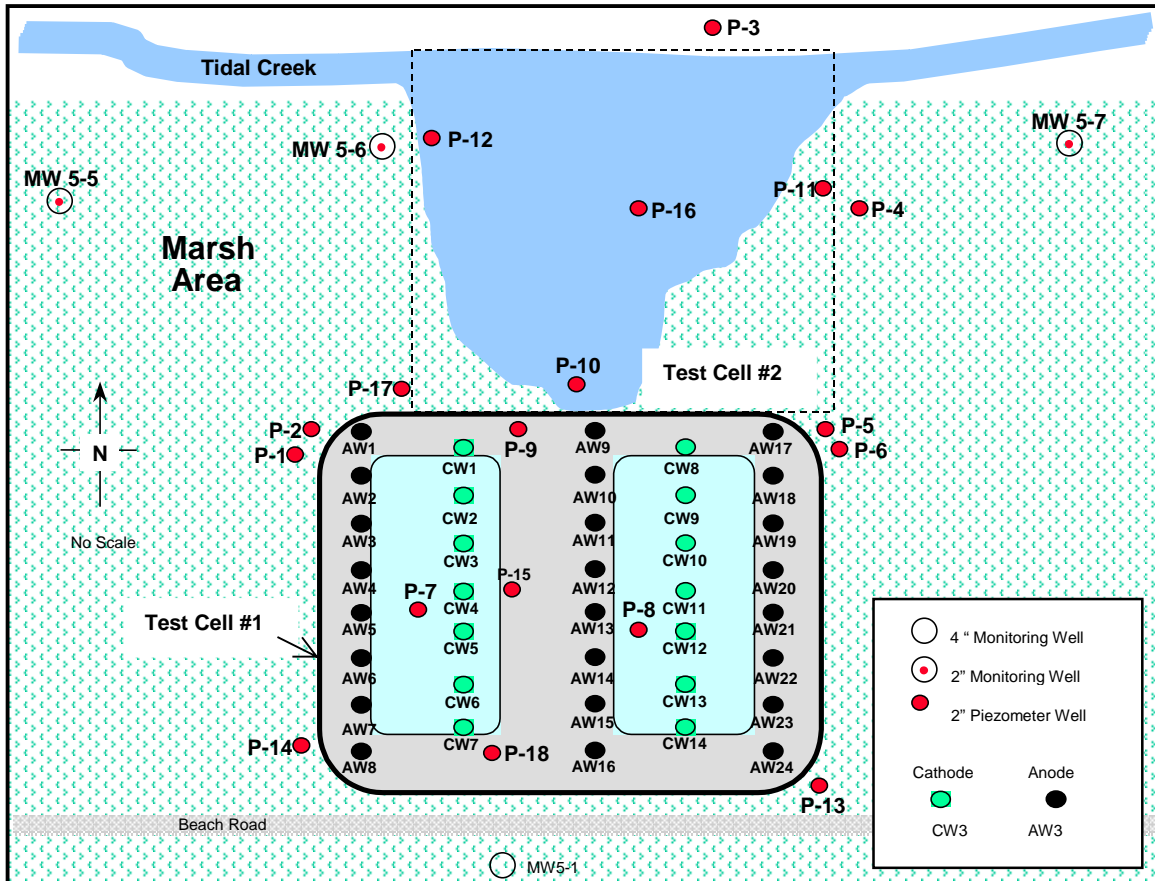 P-3
Tidal Creek
MW 5-7
P-12
MW 5-6
MW 5-5
P-11
P-16
P-4
Marsh
Area
P-10
Test Cell #2
P-17
P-2
P-5
P-1
P-9
P-6
N
No Scale
AW1
CW1
AW9
CW8
AW17
AW2
CW2
AW10
CW9
AW18
AW3
CW3
AW11
CW10
AW19
AW4
P-15
AW12
AW20
P-7
CW4
P-8
CW11
Test Cell #1
AW5
CW5
AW13
CW12
AW21
AW6
CW6
AW14
CW13
AW22
AW7
CW7
AW15
CW14
AW23
P-14
AW8
P-18
AW16
AW24
P-13
Beach Road
MW5-1
4 “ Monitoring Well
2” Monitoring Well
2” Piezometer Well
Cathode
Anode
CW3
AW3